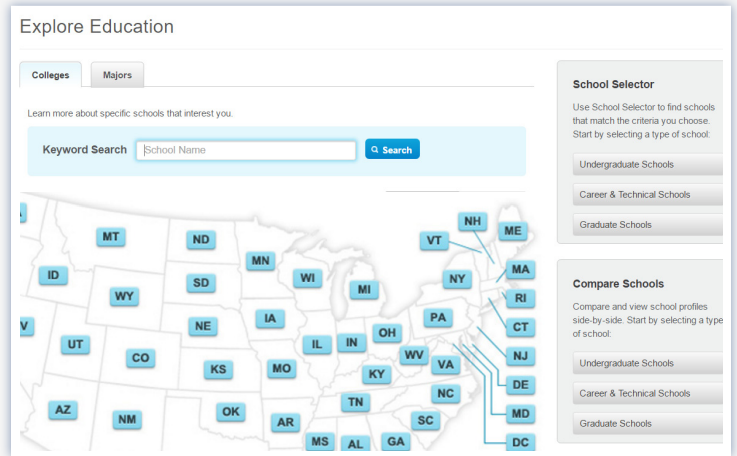 Explore Education
Colleges
Majors
Learn more about specific schools that interest you.
Keyword Search
School Name
Search
MT
ND
MN
ID
WY
SD
WI
MI
NH
VT
ME
NY
MA
RI
UT
CO
NE
IA
IL
IN
OH
PA
CT
KS
MO
KY
WV
VA
NJ
DE
AZ
NM
OK
AR
TN
NC
SC
MD
MS
AL
GA
DC
V
School Selector
Use School Selector to find schools
that match the criteria you choose.
Start by selecting a type of school:
Undergraduate Schools
Career & Technical Schools
Graduate Schools
Compare Schools
Compare and view school profiles
side-by-side. Start by selecting a type
of school:
Undergraduate Schools
Career & Technical Schools
Graduate Schools